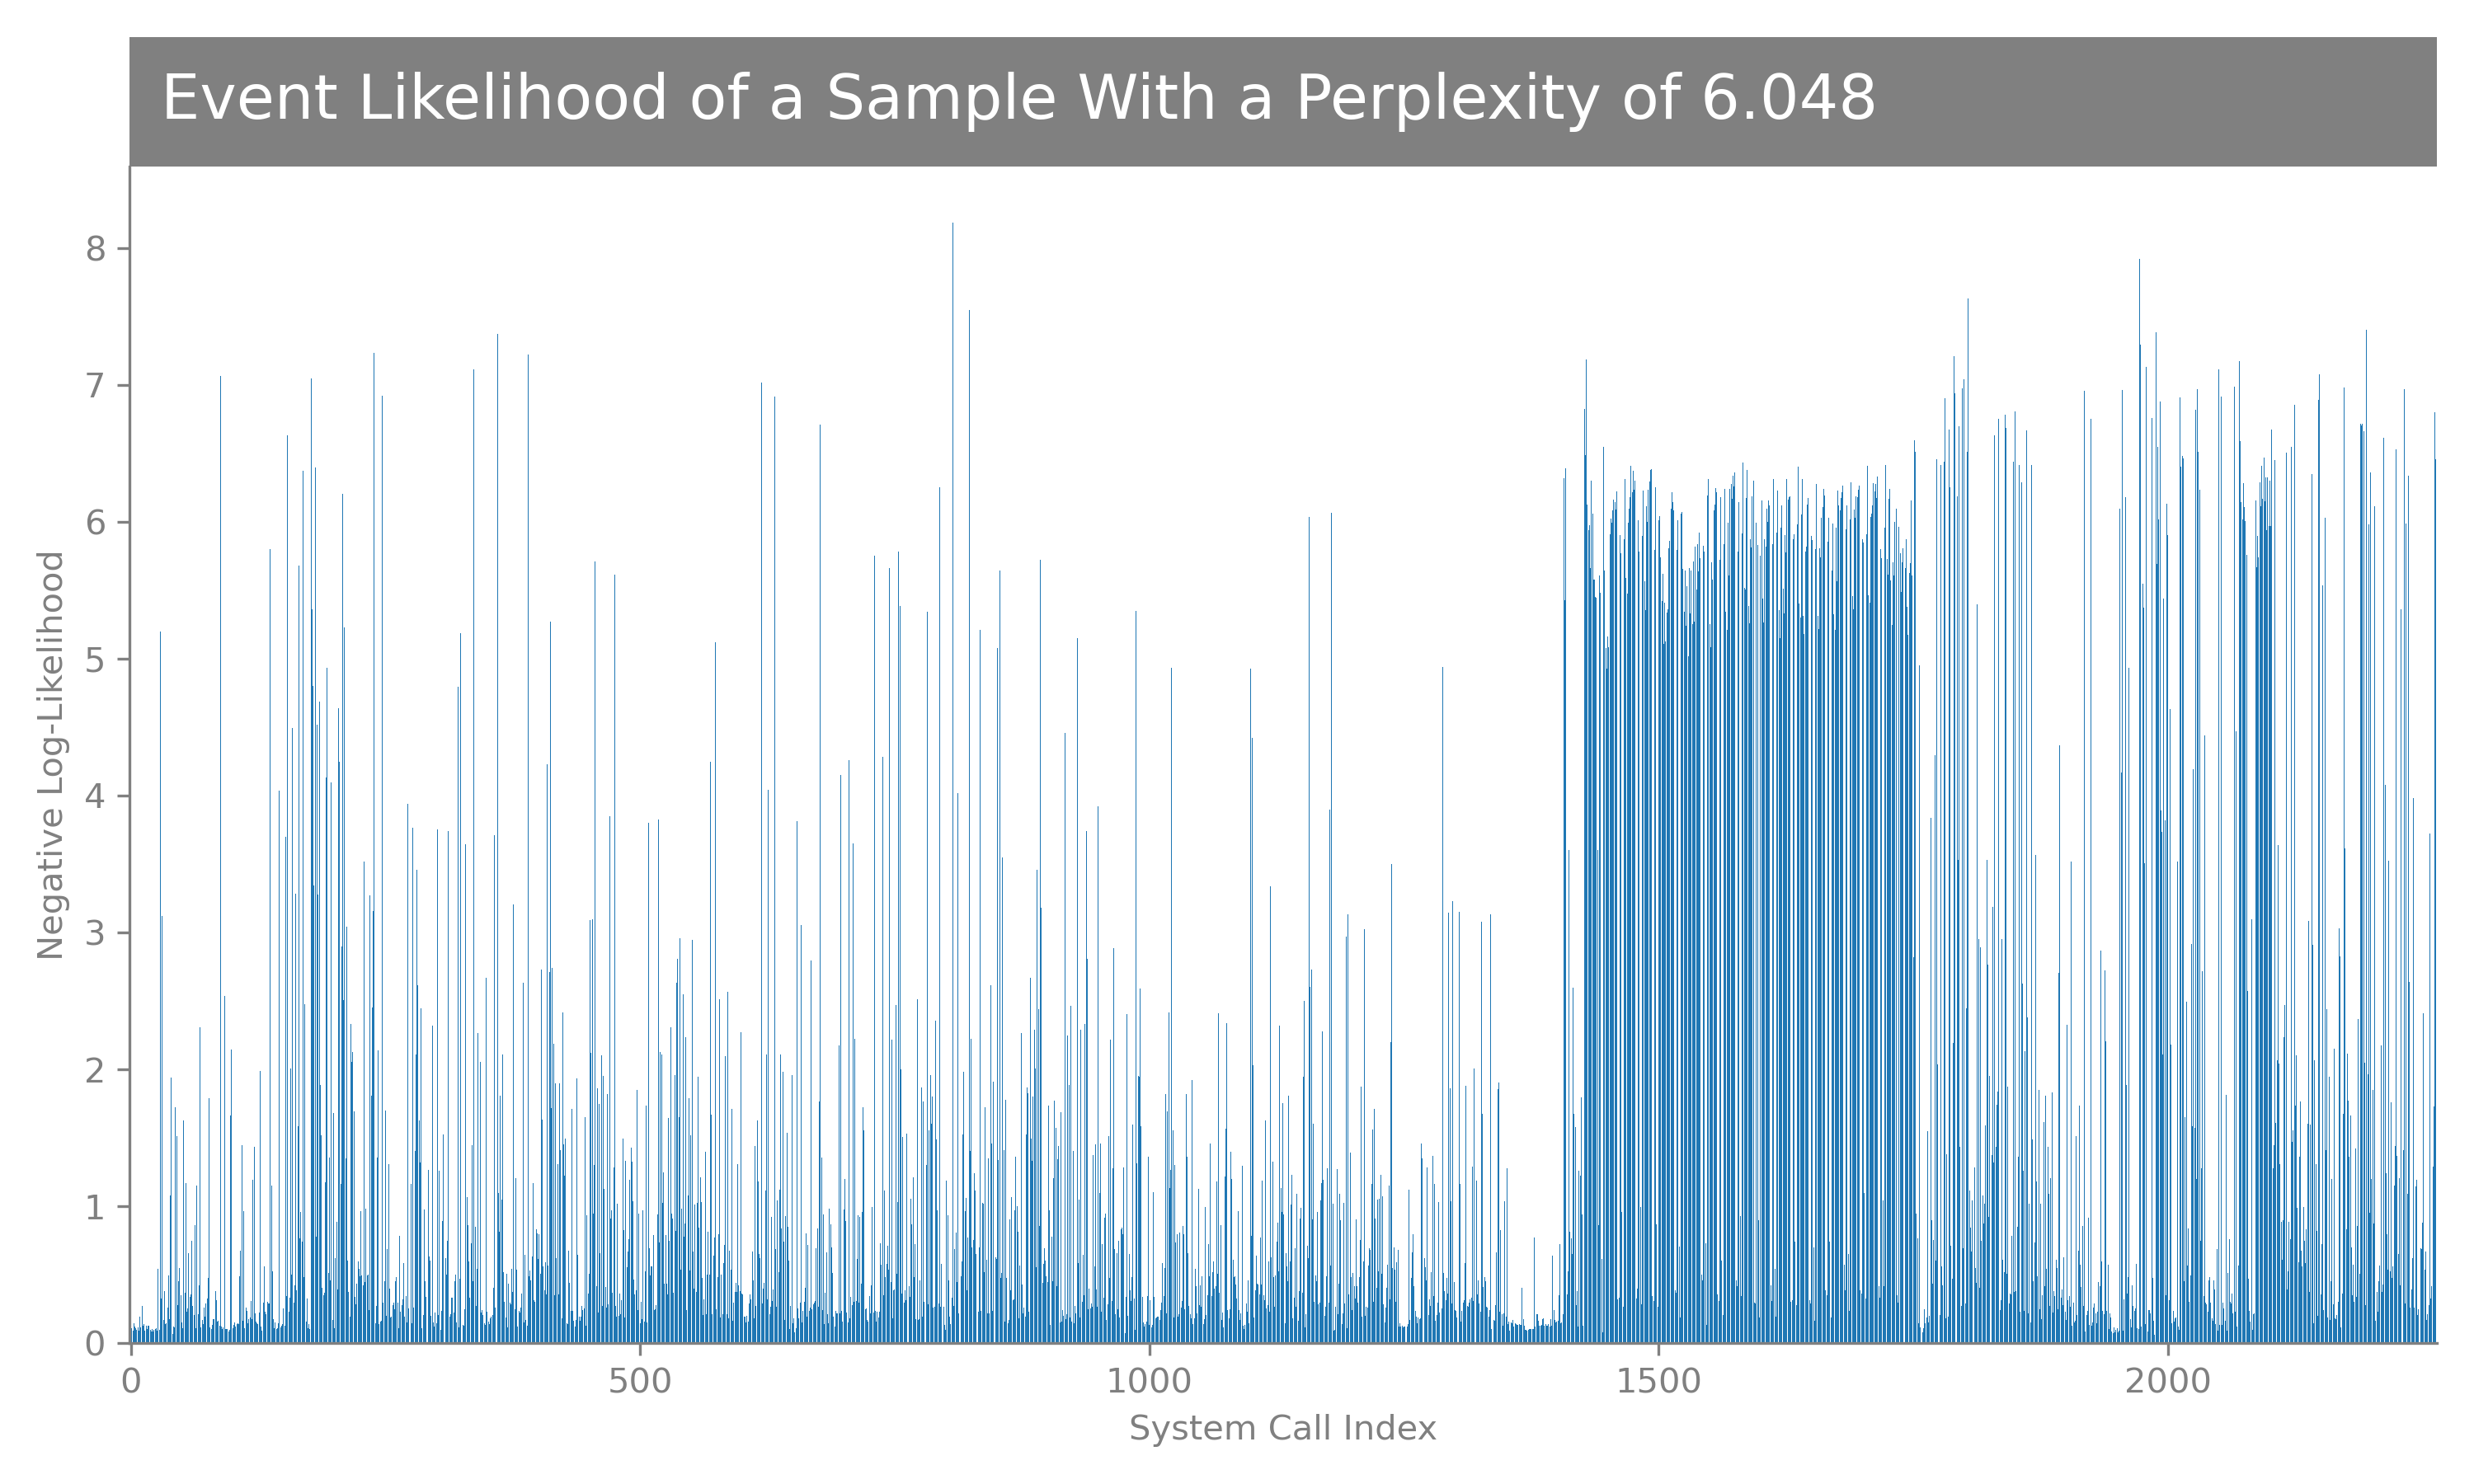 Event Likelihood of a Sample With a Perplexity of 6.048
8
7
6
5
4
3
2
1
0
Negative Log-Likelihood
0 500 1000 1500 2000
System Call Index